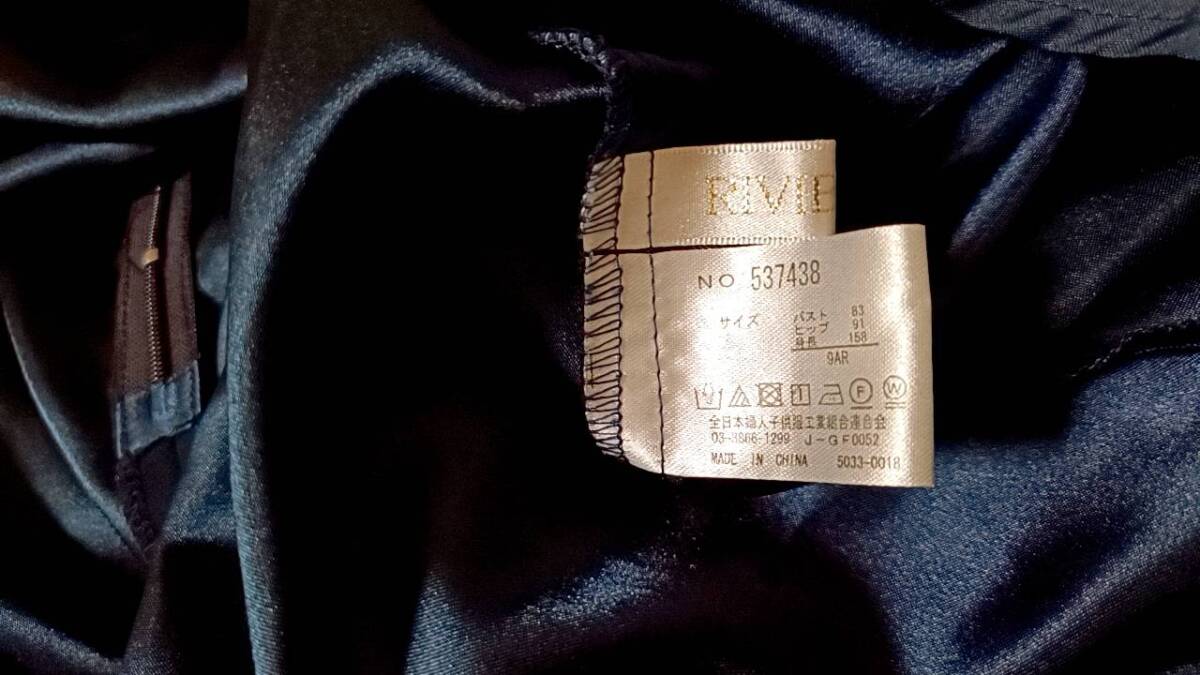 RIVIE
NO 537438
サイズ
バスト 83
ヒップ 91
身長 158
9AR
F
W
全日本婦人子供服工業組合連合会
03-3866-1299 J-GF0052
MADE IN CHINA 5033-0018